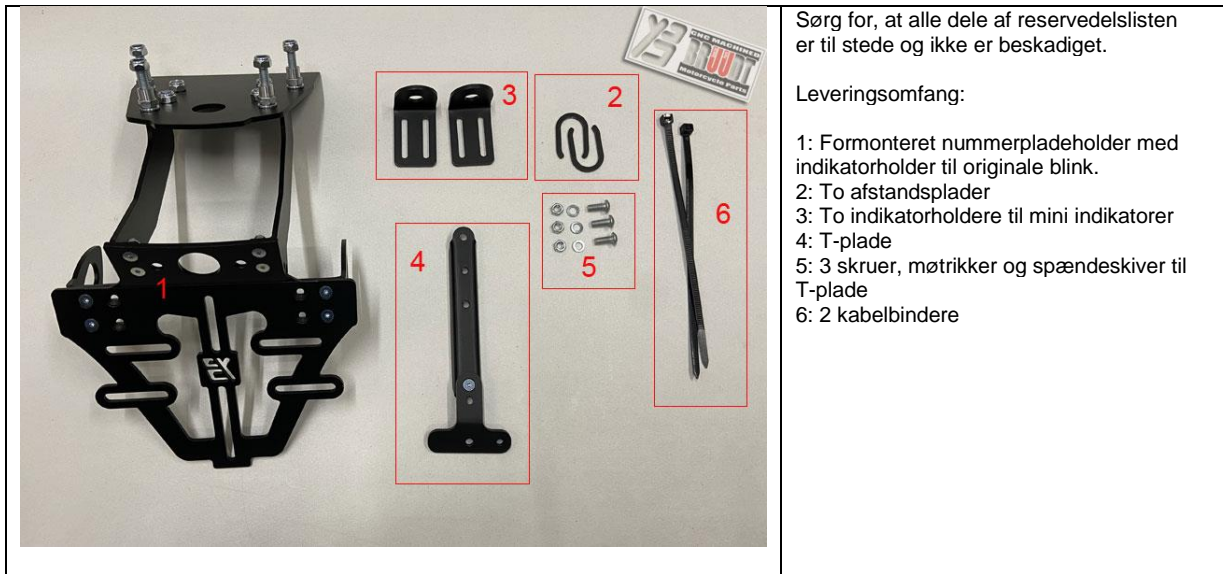 CNC MACHINED
Motorcycle Parts
3
2
6
4
5
1
Sørg for, at alle dele af reservedelslisten
er til stede og ikke er beskadiget.
Leveringsomfang:
1: Formonteret nummerpladeholder med
indikatorholder til originale blink.
2: To afstandsplader
3: To indikatorholdere til mini indikatorer
4: T-plade
5: 3 skruer, møtrikker og spændeskiver til
T-plade
6: 2 kabelbindere